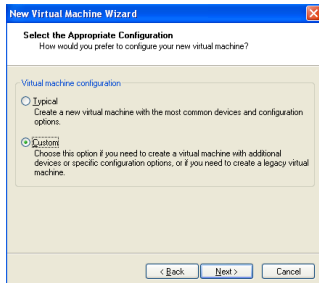 New Virtual Machine Wizard
Select the Appropriate Configuration
How would you prefer to configure your new virtual machine?
Virtual machine configuration
Typical
Create a new virtual machine with the most common devices and configuration
options.
Custom
Choose this option if you need to create a virtual machine with additional
devices or specific configuration options, or if you need to create a legacy virtual
machine.
< Back
Next >
Cancel